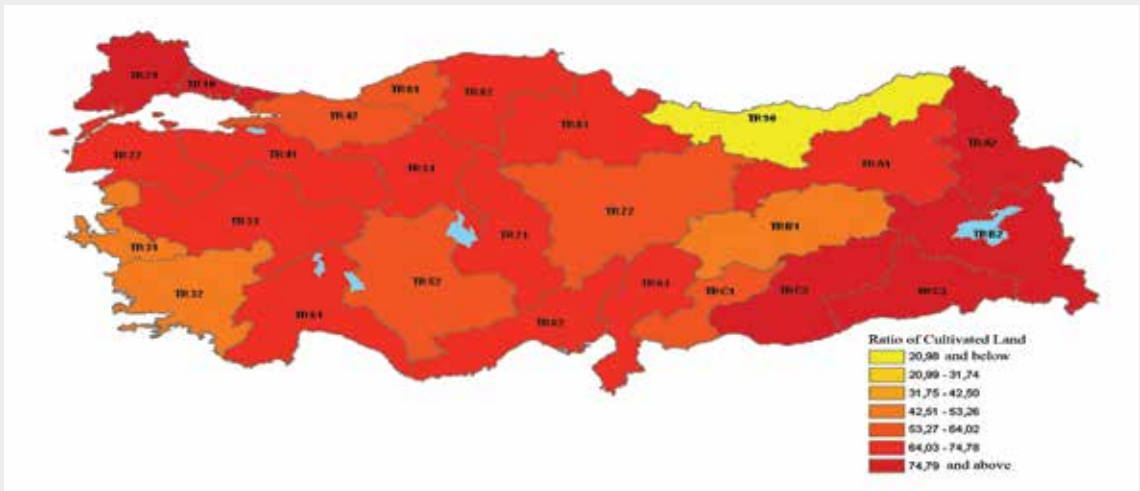 TR81
TR21
TR10
TR82
TR42
TR83
TR90
TRA2
TR22
TR41
TR51
TRA1
TR33
TR72
TRB1
TR71
TRB2
TR31
TR52
TR63
TR32
TRC1
TRC2
TRC3
TR61
TR62
Ratio of Cultivated Land
20,98 and below
20,99 - 31,74
31,75 - 42,50
42,51 - 53,26
53,27 - 64,02
64,03 - 74,78
74,79 and above